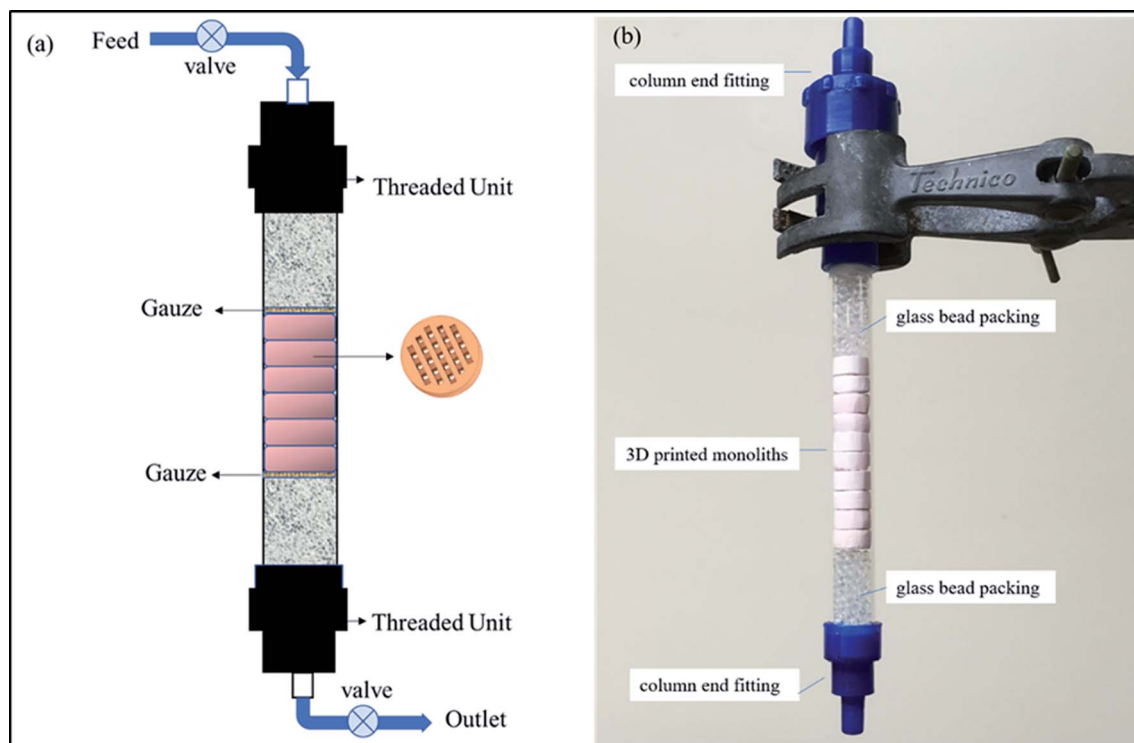 (a)
Feed
valve
Threaded Unit
Gauze
Gauze
Threaded Unit
valve
Outlet
(b)
column end fitting
Technico
glass bead packing
3D printed monoliths
glass bead packing
column end fitting